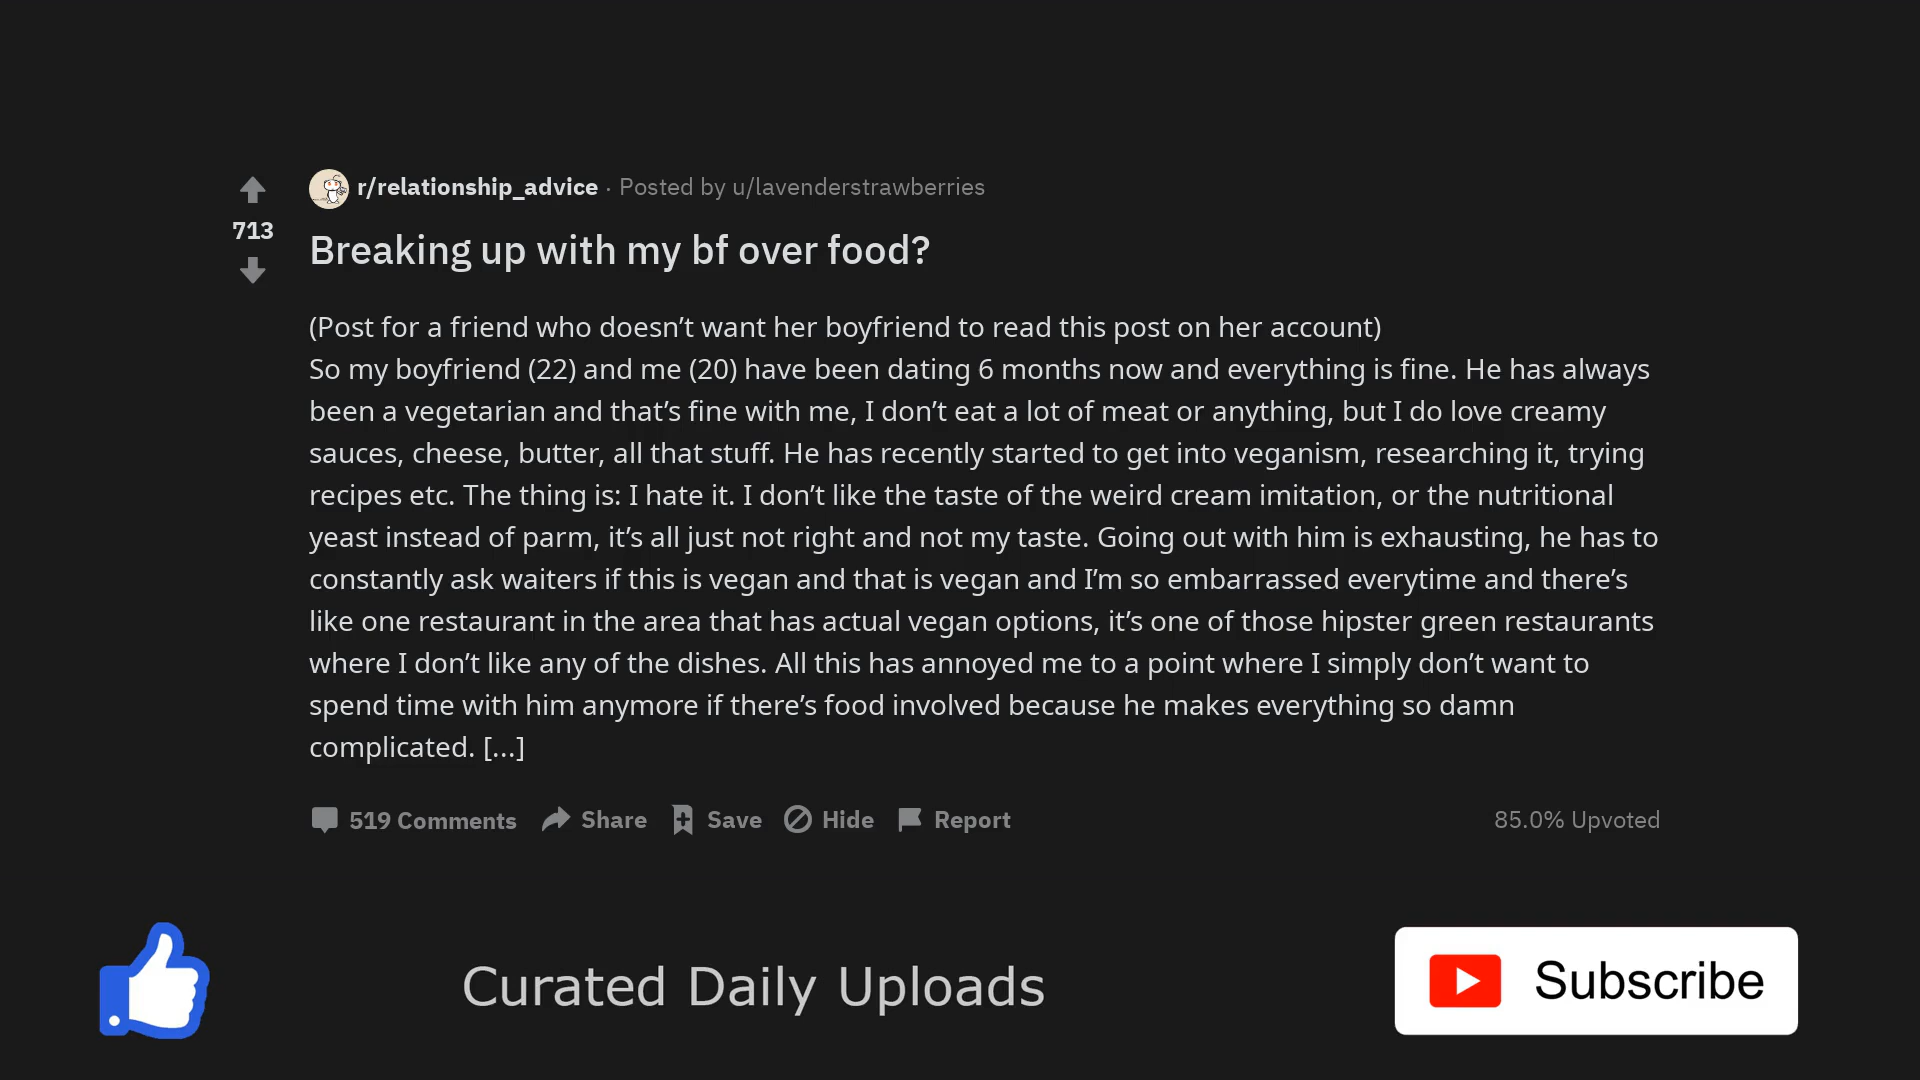 r/relationship_advice · Posted by u/lavenderstrawberries
713
Breaking up with my bf over food?
(Post for a friend who doesn’t want her boyfriend to read this post on her account)
So my boyfriend (22) and me (20) have been dating 6 months now and everything is fine. He has always
been a vegetarian and that’s fine with me, I don’t eat a lot of meat or anything, but I do love creamy
sauces, cheese, butter, all that stuff. He has recently started to get into veganism, researching it, trying
recipes etc. The thing is: I hate it. I don’t like the taste of the weird cream imitation, or the nutritional
yeast instead of parm, it’s all just not right and not my taste. Going out with him is exhausting, he has to
constantly ask waiters if this is vegan and that is vegan and I’m so embarrassed everytime and there’s
like one restaurant in the area that has actual vegan options, it’s one of those hipster green restaurants
where I don’t like any of the dishes. All this has annoyed me to a point where I simply don’t want to
spend time with him anymore if there’s food involved because he makes everything so damn
complicated. [...]
519 Comments Share Save Hide Report 85.0% Upvoted
Curated Daily Uploads
Subscribe